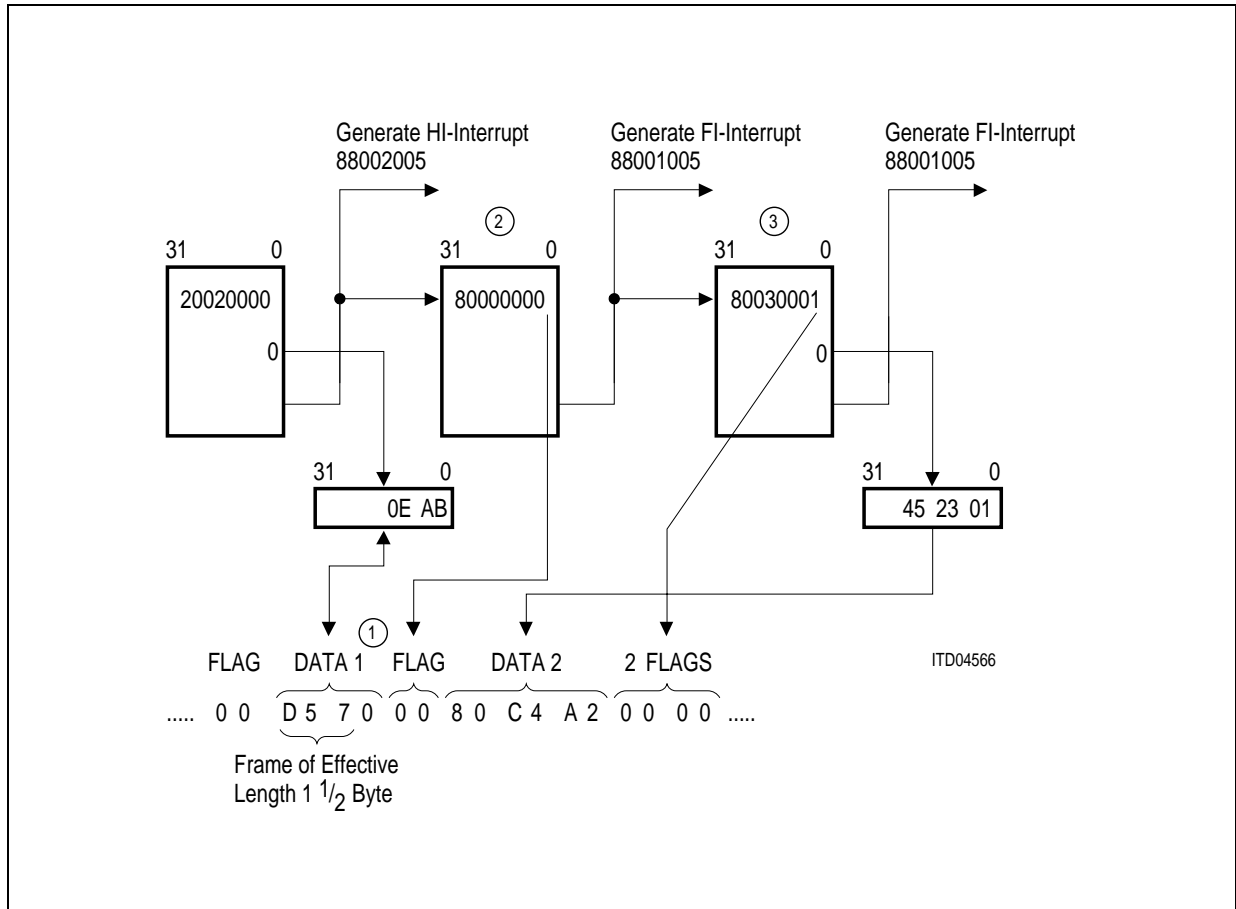 Generate HI-Interrupt
88002005
Generate FI-Interrupt
88001005
Generate FI-Interrupt
88001005
2
3
31 0
31 0
31 0
20020000
80000000
80030001
0
0
31 0
31 0
0E AB
45 23 01
1
FLAG DATA 1 FLAG DATA 2 2 FLAGS
ITD04566
..... 0 0 D 5 7 0 0 0 8 0 C 4 A 2 0 0 0 0 .....
Frame of Effective
Length 1 1/2 Byte